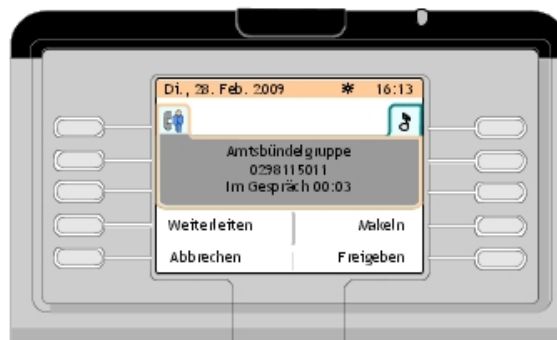 Di., 28. Feb. 2009 16:13
Amtsbündelgruppe
0298115011
Im Gespräch 00:03
Weiterleiten Makeln
Abbrechen Freigeben